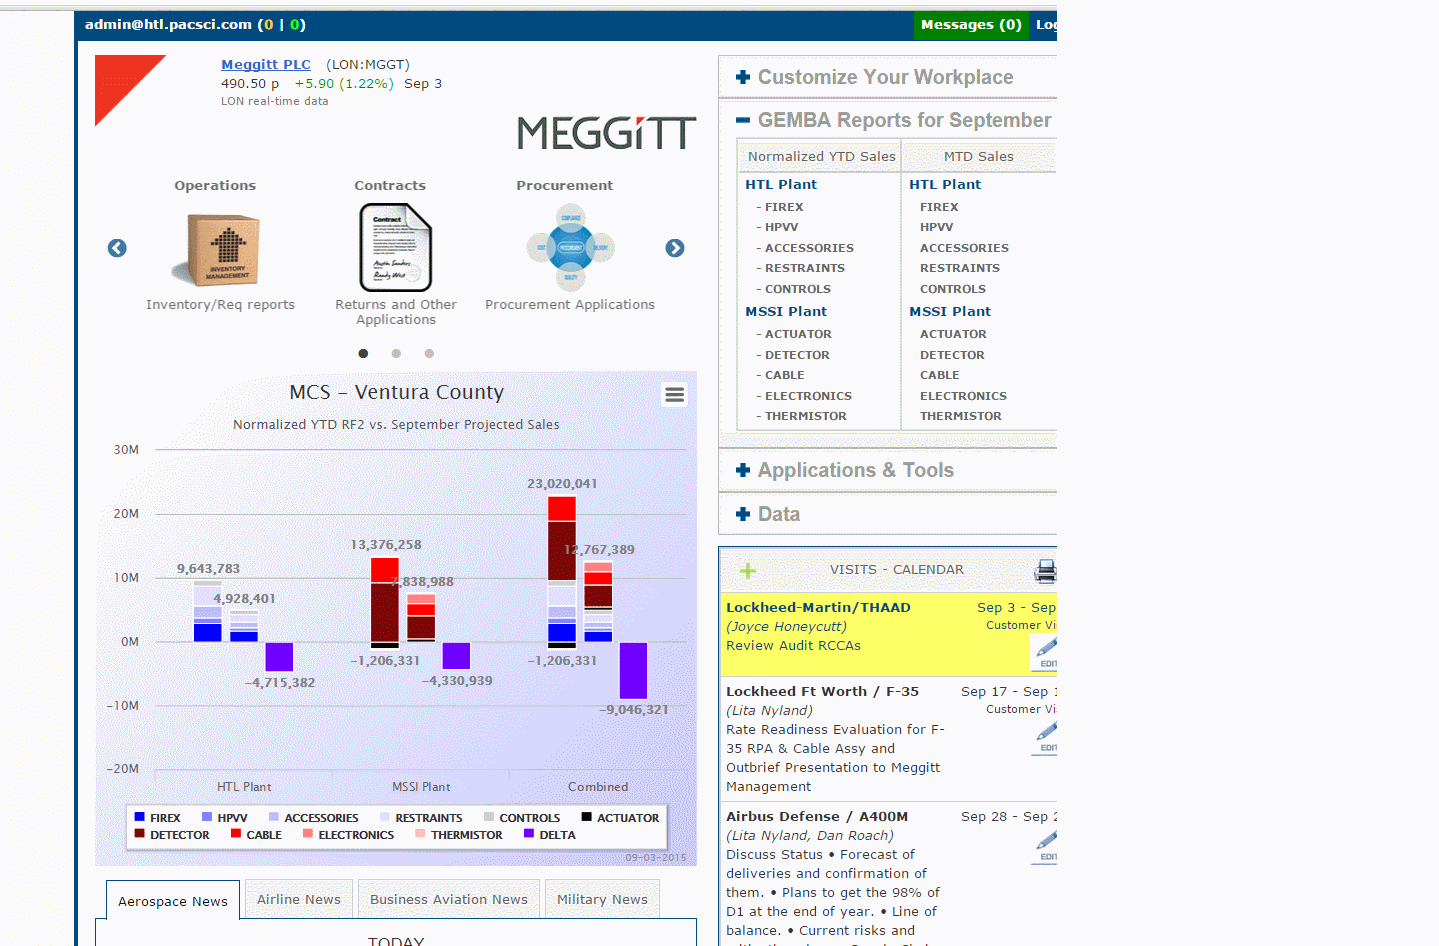 admin@htl.pacsci.com (0 | 0)
Messages (0)
Meggitt PLC (LON:MGGT)
490.50 p +5.90 (1.22%) Sep 3
LON real-time data
MEGGITT
Operations
Contracts
Procurement
INVENTORY
MANAGEMENT
Contract
Austin Sanders
Randy West
Inventory/Req reports
Returns and Other
Applications
Procurement Applications
MCS – Ventura County
Normalized YTD RF2 vs. September Projected Sales
30M
20M
10M
0M
−10M
−20M
9,643,783
4,928,401
−4,715,382
13,376,258
7,838,988
−1,206,331
−4,330,939
23,020,041
12,767,389
−1,206,331
−9,046,321
HTL Plant
MSSI Plant
Combined
FIREX HPVV ACCESSORIES RESTRAINTS CONTROLS ACTUATOR
DETECTOR CABLE ELECTRONICS THERMISTOR DELTA
09-03-2015
Aerospace News
Airline News
Business Aviation News
Military News
TODAY
Customize Your Workplace
GEMBA Reports for September
Normalized YTD Sales MTD Sales
HTL Plant HTL Plant
- FIREX FIREX
- HPVV HPVV
- ACCESSORIES ACCESSORIES
- RESTRAINTS RESTRAINTS
- CONTROLS CONTROLS
MSSI Plant MSSI Plant
- ACTUATOR ACTUATOR
- DETECTOR DETECTOR
- CABLE CABLE
- ELECTRONICS ELECTRONICS
- THERMISTOR THERMISTOR
Applications & Tools
Data
VISITS - CALENDAR
Lockheed-Martin/THAAD Sep 3 - Sep
(Joyce Honeycutt) Customer Vi
Review Audit RCCAs
EDIT
Lockheed Ft Worth / F-35 Sep 17 - Sep 1
(Lita Nyland) Customer Vi
Rate Readiness Evaluation for F-
35 RPA & Cable Assy and
EDIT
Outbrief Presentation to Meggitt
Management
Airbus Defense / A400M Sep 28 - Sep 2
(Lita Nyland, Dan Roach)
Discuss Status • Forecast of
EDIT
deliveries and confirmation of
them. • Plans to get the 98% of
D1 at the end of year. • Line of
balance. • Current risks and